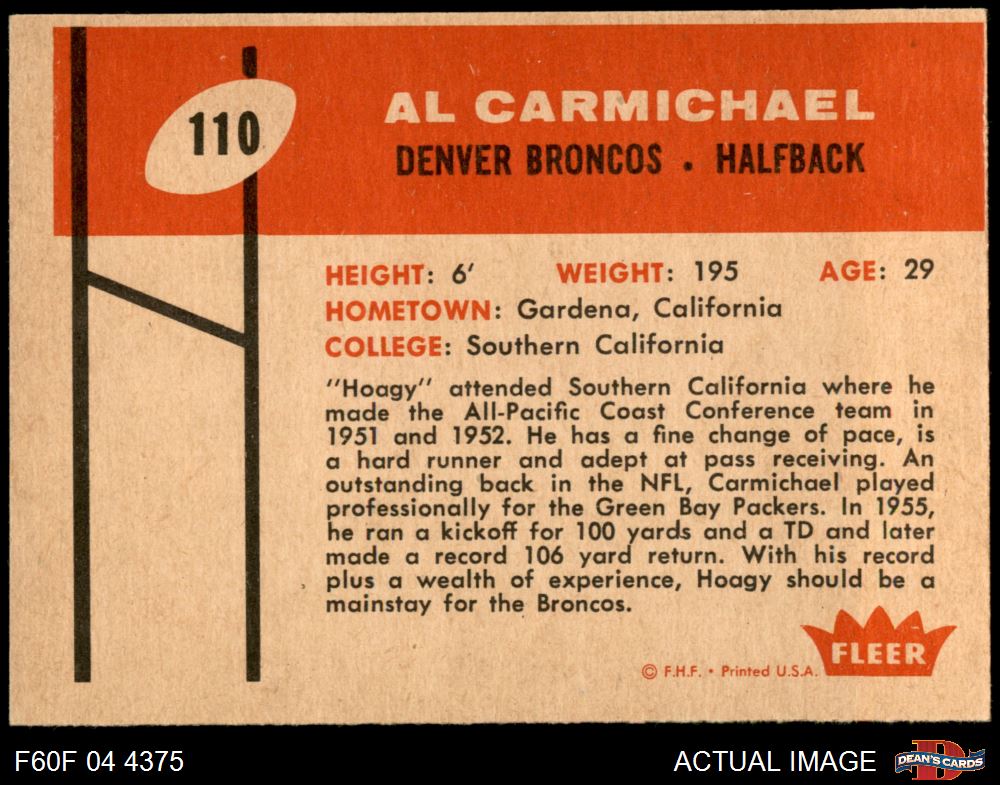 110
AL CARMICHAEL
DENVER BRONCOS . HALFBACK
HEIGHT: 6' WEIGHT: 195 AGE: 29
HOMETOWN: Gardena, California
COLLEGE: Southern California
"Hoagy" attended Southern California where he
made the All-Pacific Coast Conference team in
1951 and 1952. He has a fine change of pace, is
a hard runner and adept at pass receiving. An
outstanding back in the NFL, Carmichael played
professionally for the Green Bay Packers. In 1955,
he ran a kickoff for 100 yards and a TD and later
made a record 106 yard return. With his record
plus a wealth of experience, Hoagy should be a
mainstay for the Broncos.
FLEER
© F.H.F. • Printed U.S.A.
F60F 04 4375 ACTUAL IMAGE DEAN'S CARDS